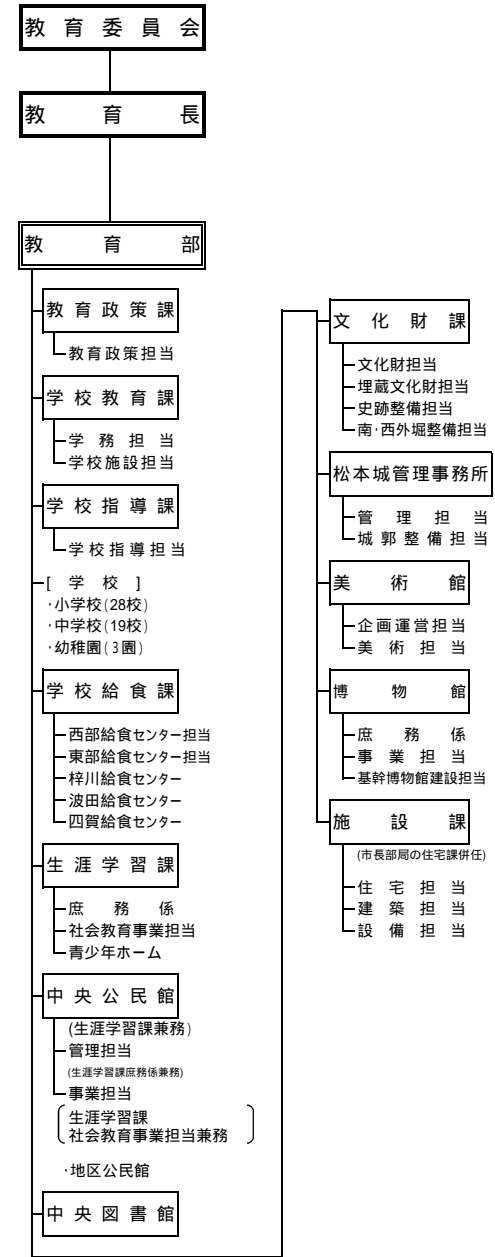 教育委員会
教育長
教育部
教育政策課
教育政策担当
学校教育課
学務担当
学校施設担当
学校指導課
学校指導担当
[学校]
･小学校(28校)
･中学校(19校)
･幼稚園(3園)
学校給食課
西部給食センター担当
東部給食センター担当
梓川給食センター
波田給食センター
四賀給食センター
生涯学習課
庶務係
社会教育事業担当
青少年ホーム
中央公民館
(生涯学習課兼務)
管理担当
(生涯学習課庶務係兼務)
事業担当
生涯学習課
社会教育事業担当兼務
･地区公民館
中央図書館
文化財課
文化財担当
埋蔵文化財担当
史跡整備担当
南･西外堀整備担当
松本城管理事務所
管理担当
城郭整備担当
美術館
企画運営担当
美術担当
博物館
庶務係
事業担当
基幹博物館建設担当
施設課
(市長部局の住宅課併任)
住宅担当
建築担当
設備担当